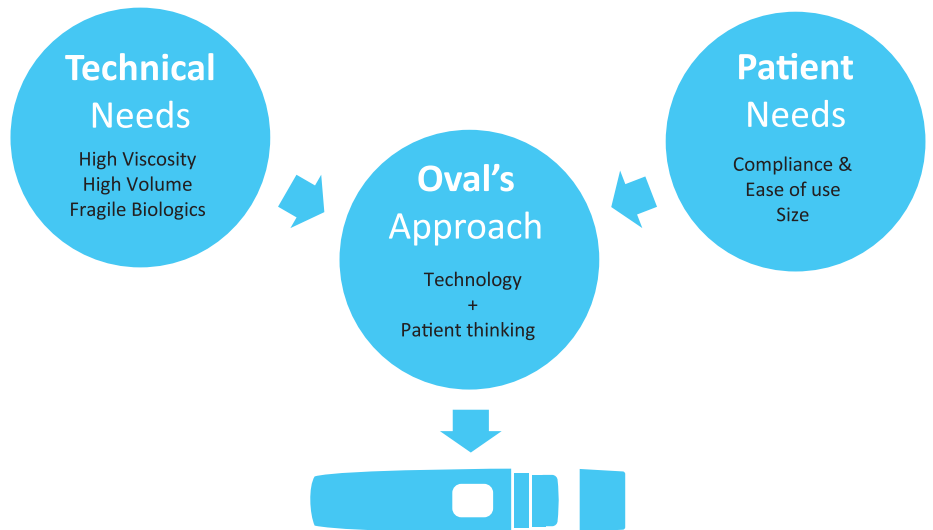 Technical
Needs
High Viscosity
High Volume
Fragile Biologics
Patient
Needs
Compliance &
Ease of use
Size
Oval’s
Approach
Technology
+
Patient thinking